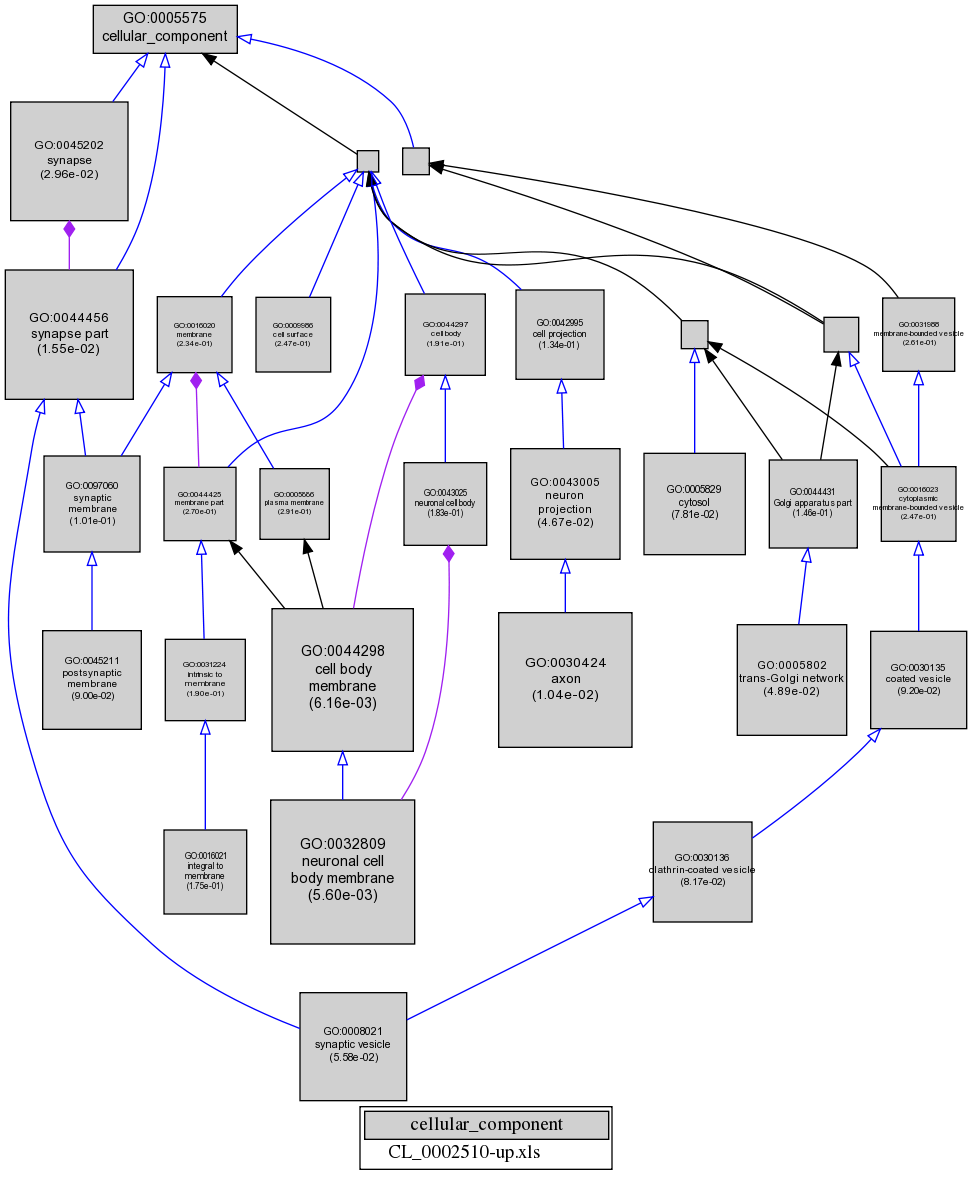 GO:0005575
cellular_component
GO:0045202
synapse
(2.96e-02)
GO:0044456
synapse part
(1.55e-02)
GO:0016020
membrane
(2.34e-01)
GO:0009986
cell surface
(2.47e-01)
GO:0044297
cell body
(1.91e-01)
GO:0042995
cell projection
(1.34e-01)
GO:0031988
membrane-bounded vesicle
(2.61e-01)
GO:0097060
synaptic
membrane
(1.01e-01)
GO:0044425
membrane part
(2.70e-01)
GO:0005886
plasma membrane
(2.91e-01)
GO:0043025
neuronal cell body
(1.83e-01)
GO:0043005
neuron
projection
(4.67e-02)
GO:0005829
cytosol
(7.81e-02)
GO:0044431
Golgi apparatus part
(1.46e-01)
GO:0016023
cytoplasmic
membrane-bounded vesicle
(2.47e-01)
GO:0045211
postsynaptic
membrane
(9.00e-02)
GO:0031224
intrinsic to
membrane
(1.90e-01)
GO:0044298
cell body
membrane
(6.16e-03)
GO:0030424
axon
(1.04e-02)
GO:0005802
trans-Golgi network
(4.89e-02)
GO:0030135
coated vesicle
(9.20e-02)
GO:0016021
integral to
membrane
(1.75e-01)
GO:0032809
neuronal cell
body membrane
(5.60e-03)
GO:0030136
clathrin-coated vesicle
(8.17e-02)
GO:0008021
synaptic vesicle
(5.58e-02)
cellular_component
CL_0002510-up.xls